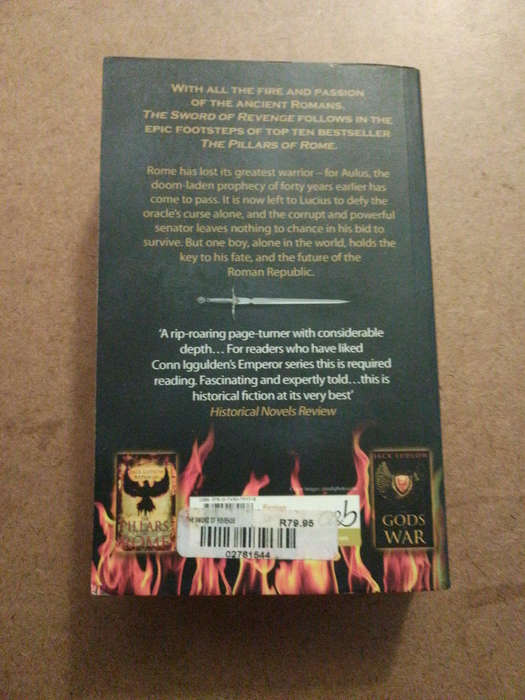 WITH ALL THE FIRE AND PASSION
OF THE ANCIENT ROMANS,
THE SWORD OF REVENGE FOLLOWS IN THE
EPIC FOOTSTEPS OF TOP TEN BESTSELLER
THE PILLARS OF ROME.
Rome has lost its greatest warrior – for Aulus, the
doom-laden prophecy of forty years earlier has
come to pass. It is now left to Lucius to defy the
oracle's curse alone, and the corrupt and powerful
senator leaves nothing to chance in his bid to
survive. But one boy, alone in the world, holds the
key to his fate, and the future of the
Roman Republic.
'A rip-roaring page-turner with considerable
depth... For readers who have liked
Conn Iggulden's Emperor series this is required
reading. Fascinating and expertly told...this is
historical fiction at its very best'
Historical Novels Review
PILLARS
ROME
THE SWORD OF REVENGE
R79.95
02761544
JACK LUDLOW
GODS
WAR